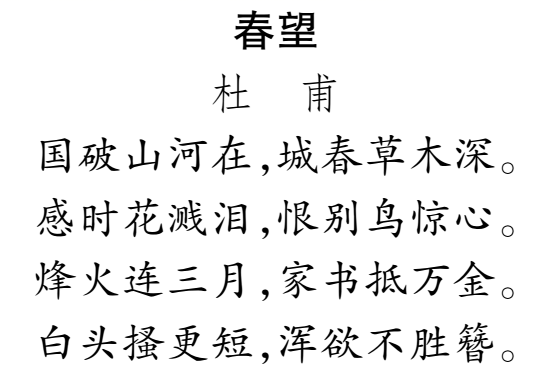 春望
杜　甫
国破山河在,城春草木深。
感时花溅泪,恨别鸟惊心。
烽火连三月,家书抵万金。
白头搔更短,浑欲不胜簪。